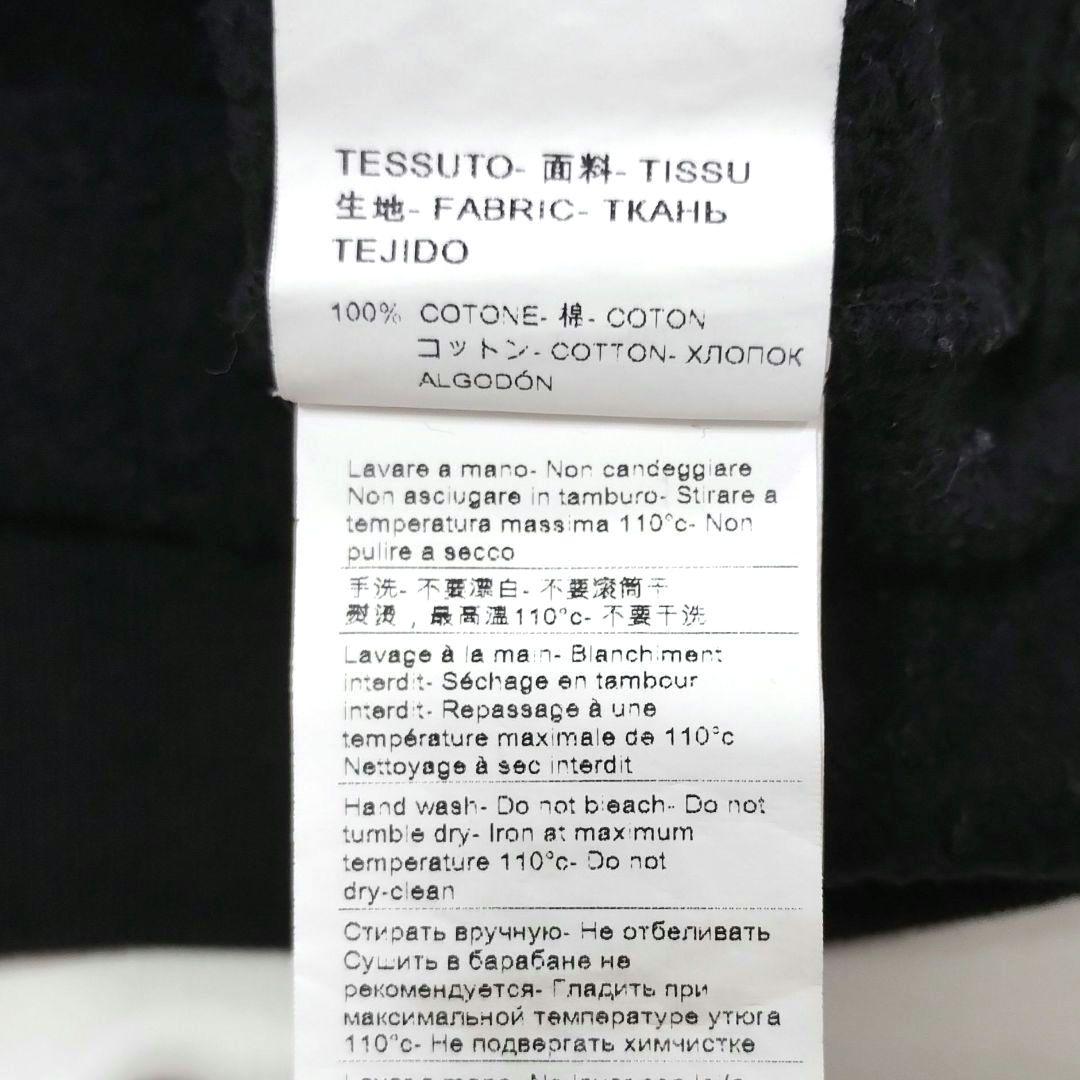 TESSUTO- 面料- TISSU
生地- FABRIC- ТКАНЬ
TEJIDO
100% COTONE- 棉- COTON
コットン- COTTON- ХЛОПОК
ALGODÓN
Lavare a mano- Non candeggiare
Non asciugare in tamburo- Stirare a
temperatura massima 110°c- Non
pulire a secco
手洗- 不要漂白- 不要滚筒干
熨烫，最高温110°c- 不要干洗
Lavage à la main- Blanchiment
interdit- Séchage en tambour
interdit- Repassage à une
température maximale de 110°c
Nettoyage à sec interdit
Hand wash- Do not bleach- Do not
tumble dry- Iron at maximum
temperature 110°c- Do not
dry-clean
Стирать вручную- Не отбеливать
Сушить в барабане не
рекомендуется- Гладить при
максимальной температуре утюга
110°c- Не подвергать химчистке